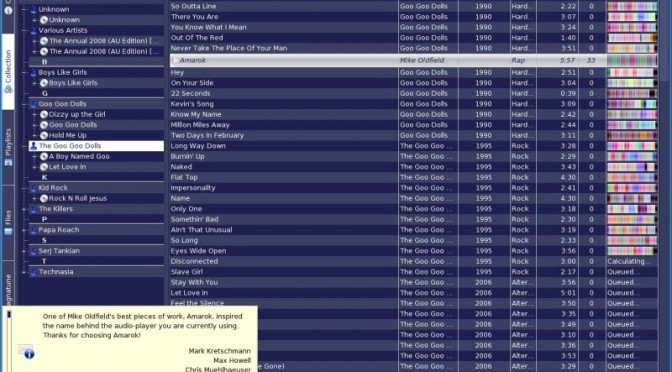 Unknown
Unknown
Various Artists
The Annual 2008 (AU Edition) [...
The Annual 2008 (AU Edition) [...
B
Boys Like Girls
Boys Like Girls
G
Goo Goo Dolls
Dizzy up the Girl
Goo Goo Dolls
Hold Me Up
The Goo Goo Dolls
A Boy Named Goo
Let Love In
K
Kid Rock
Rock N Roll Jesus
The Killers
P
Papa Roach
S
Serj Tankian
T
Technasia
Collection
Playlists
Files
So Outta Line Goo Goo Dolls 1990 Hard... 2:22 0
There You Are Goo Goo Dolls 1990 Hard... 3:07 0
You Know What I Mean Goo Goo Dolls 1990 Hard... 3:24 0
Out Of The Red Goo Goo Dolls 1990 Hard... 1:40 0
Never Take The Place Of Your Man Goo Goo Dolls 1990 Hard... 3:51 0
Amarok Mike Oldfield Rap 5:57 33
Hey Goo Goo Dolls 1990 Hard... 2:51 0
On Your Side Goo Goo Dolls 1990 Hard... 3:04 0
22 Seconds Goo Goo Dolls 1990 Hard... 0:39 0
Kevin's Song Goo Goo Dolls 1990 Hard... 3:09 0
Know My Name Goo Goo Dolls 1990 Hard... 2:42 0
Million Miles Away Goo Goo Dolls 1990 Hard... 2:44 0
Two Days In February Goo Goo Dolls 1990 Hard... 3:11 0
Long Way Down The Goo Goo ... 1995 Rock 3:28 0
Burnin' Up The Goo Goo ... 1995 Rock 2:29 0
Naked The Goo Goo ... 1995 Rock 3:43 0
Flat Top The Goo Goo ... 1995 Rock 4:30 0
Impersonality The Goo Goo ... 1995 Rock 2:41 0
Name The Goo Goo ... 1995 Rock 4:30 0
Only One The Goo Goo ... 1995 Rock 3:18 0
Somethin' Bad The Goo Goo ... 1995 Rock 2:30 0
Ain't That Unusual The Goo Goo ... 1995 Rock 3:19 0
So Long The Goo Goo ... 1995 Rock 2:33 0
Eyes Wide Open The Goo Goo ... 1995 Rock 3:56 0
Disconnected The Goo Goo ... 1995 Rock 3:00 0 Calculating...
Slave Girl The Goo Goo ... 1995 Rock 2:17 0 Queued...
Stay With You The Goo Goo ... 2006 Alter... 3:56 0 Queued...
Let Love In The Goo Goo ... 2006 Alter... 5:01 0 Queued...
Feel the Silence The Goo Goo ... 2006 Alter... 3:50 0 Queued...
The Goo Goo ... 2006 Alter... 3:35 0 Queued...
The Goo Goo ... 2006 Alter... 3:49 0 Queued...
The Goo Goo ... 2006 Alter... 3:10 0 Queued...
The Goo Goo ... 2006 Alter... 3:36 0 Queued...
The Goo Goo ... 2006 Alter... 3:53 0 Queued...
e Gone) The Goo Goo ... 2006 Alter... 3:29 0 Queued...
One of Mike Oldfield's best pieces of work, Amarok, inspired
the name behind the audio-player you are currently using.
Thanks for choosing Amarok!
Mark Kretschmann
Max Howell
Chris Muehlhaeuser